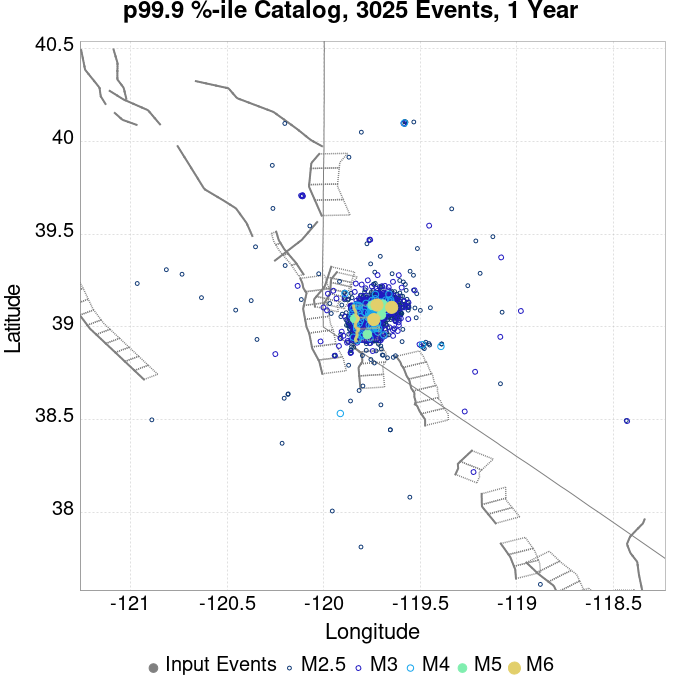 p99.9 %-ile Catalog, 3025 Events, 1 Year
40.5
40
39.5
39
38.5
38
Latitude
-121
-120.5
-120
-119.5
-119
-118.5
Longitude
Input Events
M2.5
M3
M4
M5
M6